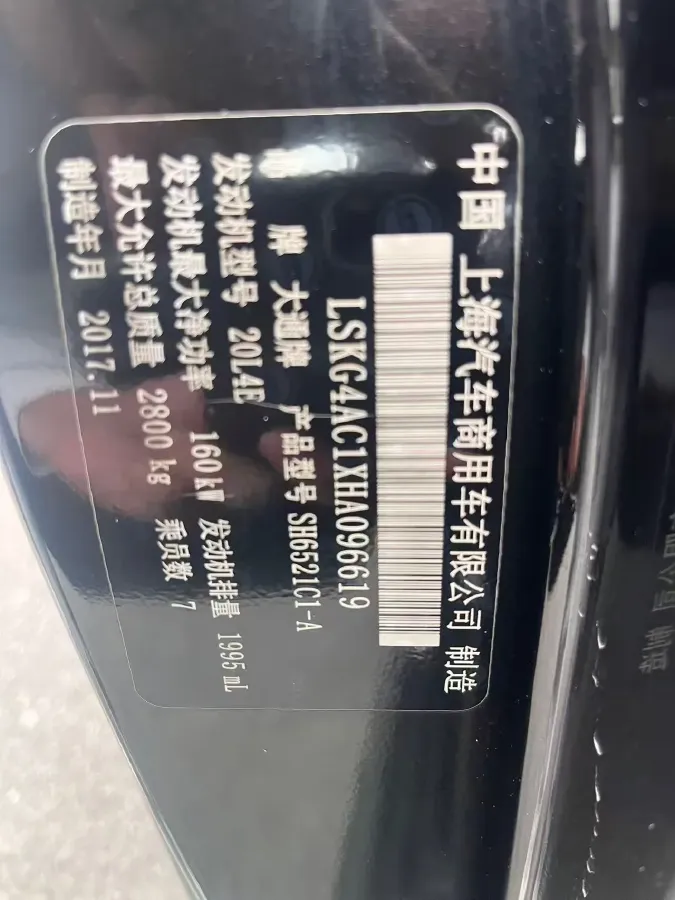 中国 上海汽车商用车有限公司 制造
LSKG4AC1XHA096619
品 牌 大通牌 产品型号 SH6521C1-A
发动机型号 20L4E
发动机最大净功率 160kW 发动机排量 1995 mL
最大允许总质量 2800 kg 乘员数 7
制造年月 2017.11